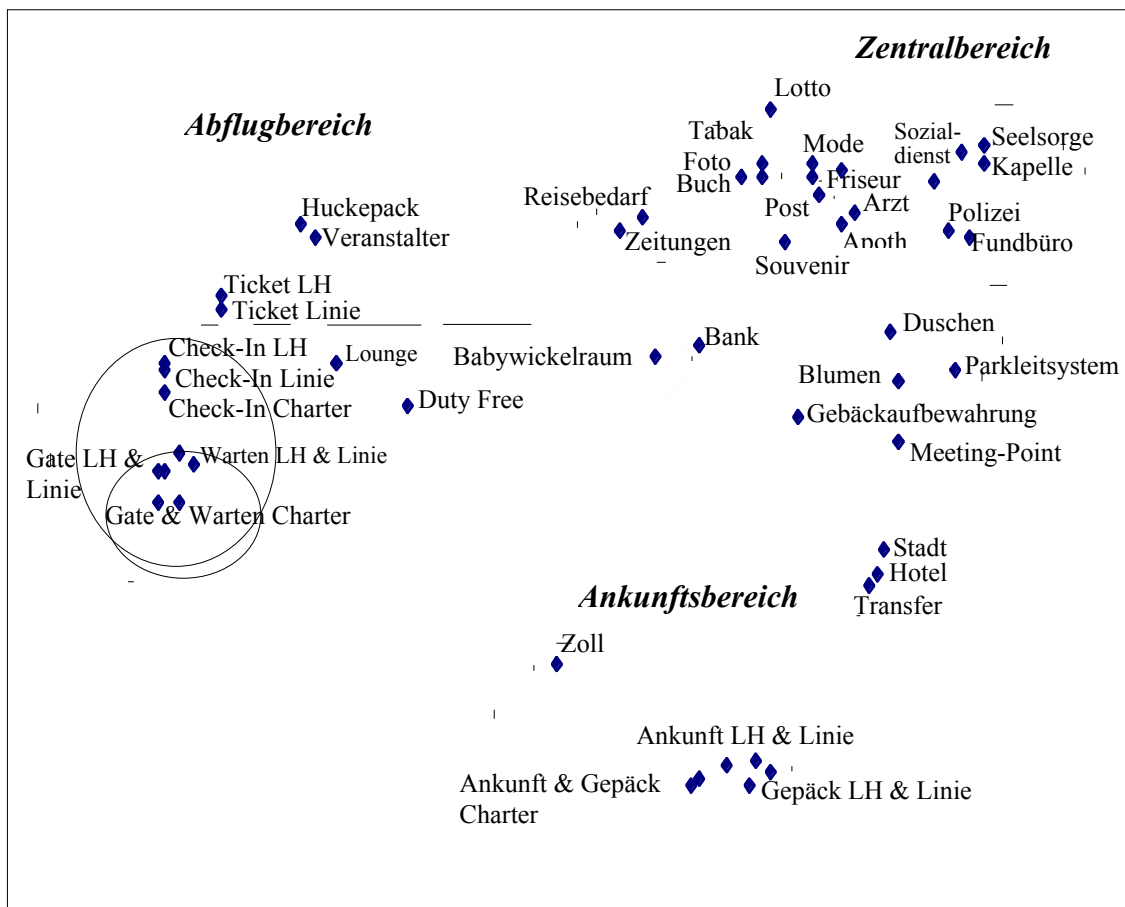 Zentralbereich
Lotto
Abflugbereich
Tabak
Mode
Sozial-
dienst
Seelsorge
Kapelle
Foto
Buch
Friseur
Reisebedarf
Post
Arzt
Huckepack
Veranstalter
Zeitungen
Apoth
Polizei
Fundbüro
Souvenir
Ticket LH
Ticket Linie
Duschen
Check-In LH
Lounge
Babywickelraum
Bank
Check-In Linie
Parkleitsystem
Blumen
Check-In Charter
Duty Free
Gebäckaufbewahrung
Gate LH &
Linie
Warten LH & Linie
Meeting-Point
Gate & Warten Charter
Stadt
Hotel
Ankunftsbereich
Transfer
Zoll
Ankunft LH & Linie
Ankunft & Gepäck
Charter
Gepäck LH & Linie